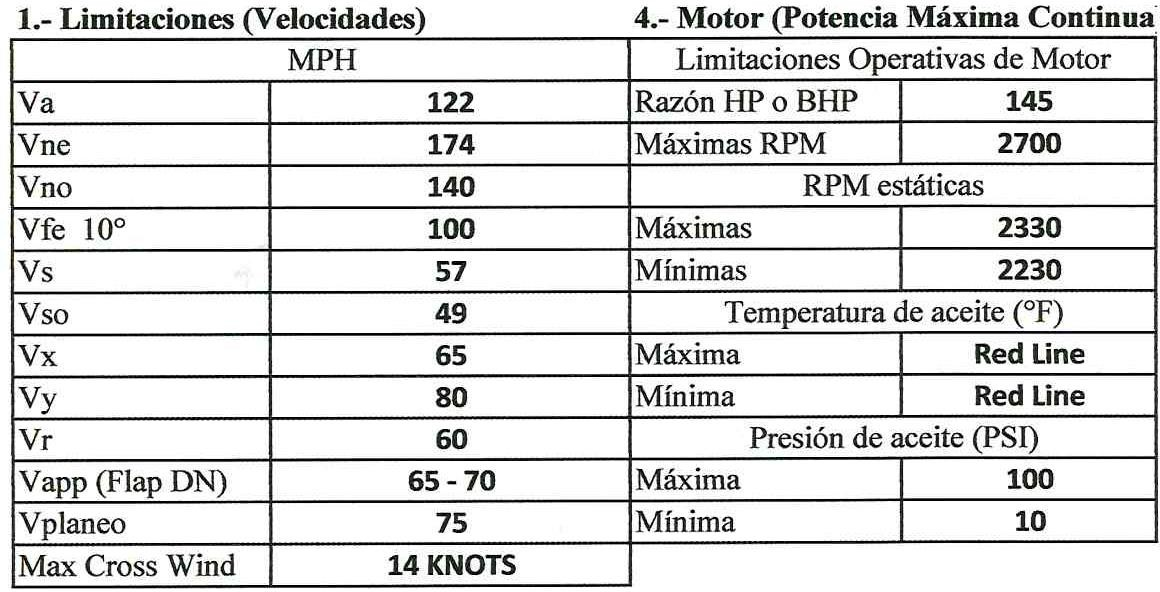 1.- Limitaciones (Velocidades)
MPH
Va 122
Vne 174
Vno 140
Vfe 10° 100
Vs 57
Vso 49
Vx 65
Vy 80
Vr 60
Vapp (Flap DN) 65 - 70
Vplaneo 75
Max Cross Wind 14 KNOTS
4.- Motor (Potencia Máxima Continua
Limitaciones Operativas de Motor
Razón HP o BHP 145
Máximas RPM 2700
RPM estáticas
Máximas 2330
Mínimas 2230
Temperatura de aceite (°F)
Máxima Red Line
Mínima Red Line
Presión de aceite (PSI)
Máxima 100
Mínima 10